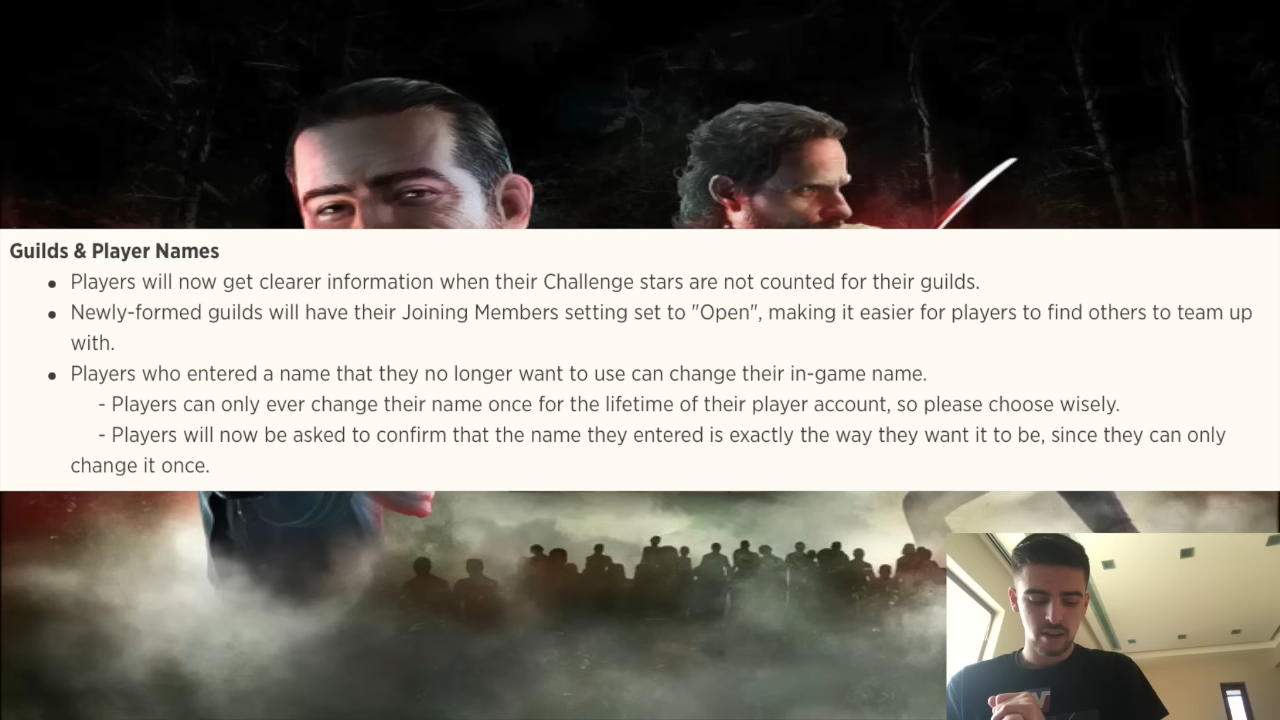 Guilds & Player Names
● Players will now get clearer information when their Challenge stars are not counted for their guilds.
● Newly-formed guilds will have their Joining Members setting set to "Open", making it easier for players to find others to team up
with.
● Players who entered a name that they no longer want to use can change their in-game name.
- Players can only ever change their name once for the lifetime of their player account, so please choose wisely.
- Players will now be asked to confirm that the name they entered is exactly the way they want it to be, since they can only
change it once.